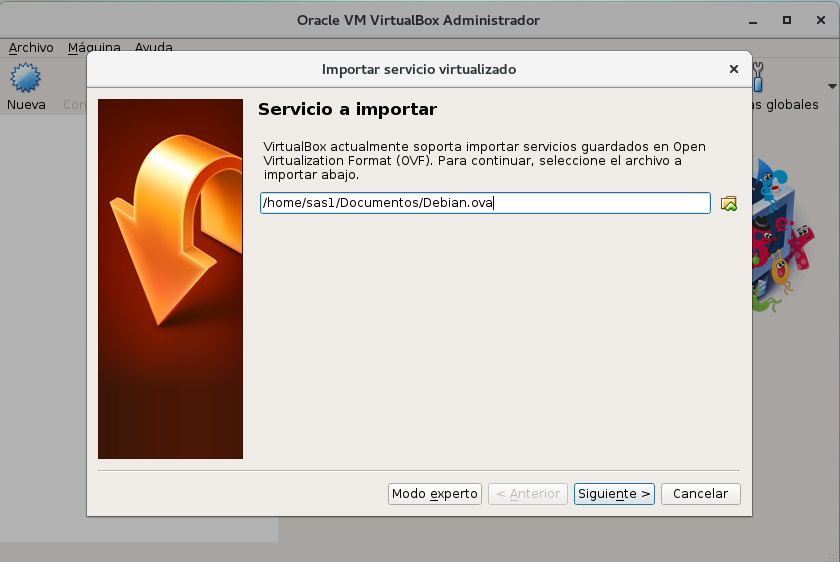 Oracle VM VirtualBox Administrador
Archivo Máquina Ayuda
Nueva Con
as globales
Importar servicio virtualizado
Servicio a importar
VirtualBox actualmente soporta importar servicios guardados en Open
Virtualization Format (OVF). Para continuar, seleccione el archivo a
importar abajo.
/home/sas1/Documentos/Debian.ova
Modo experto < Anterior Siguiente > Cancelar